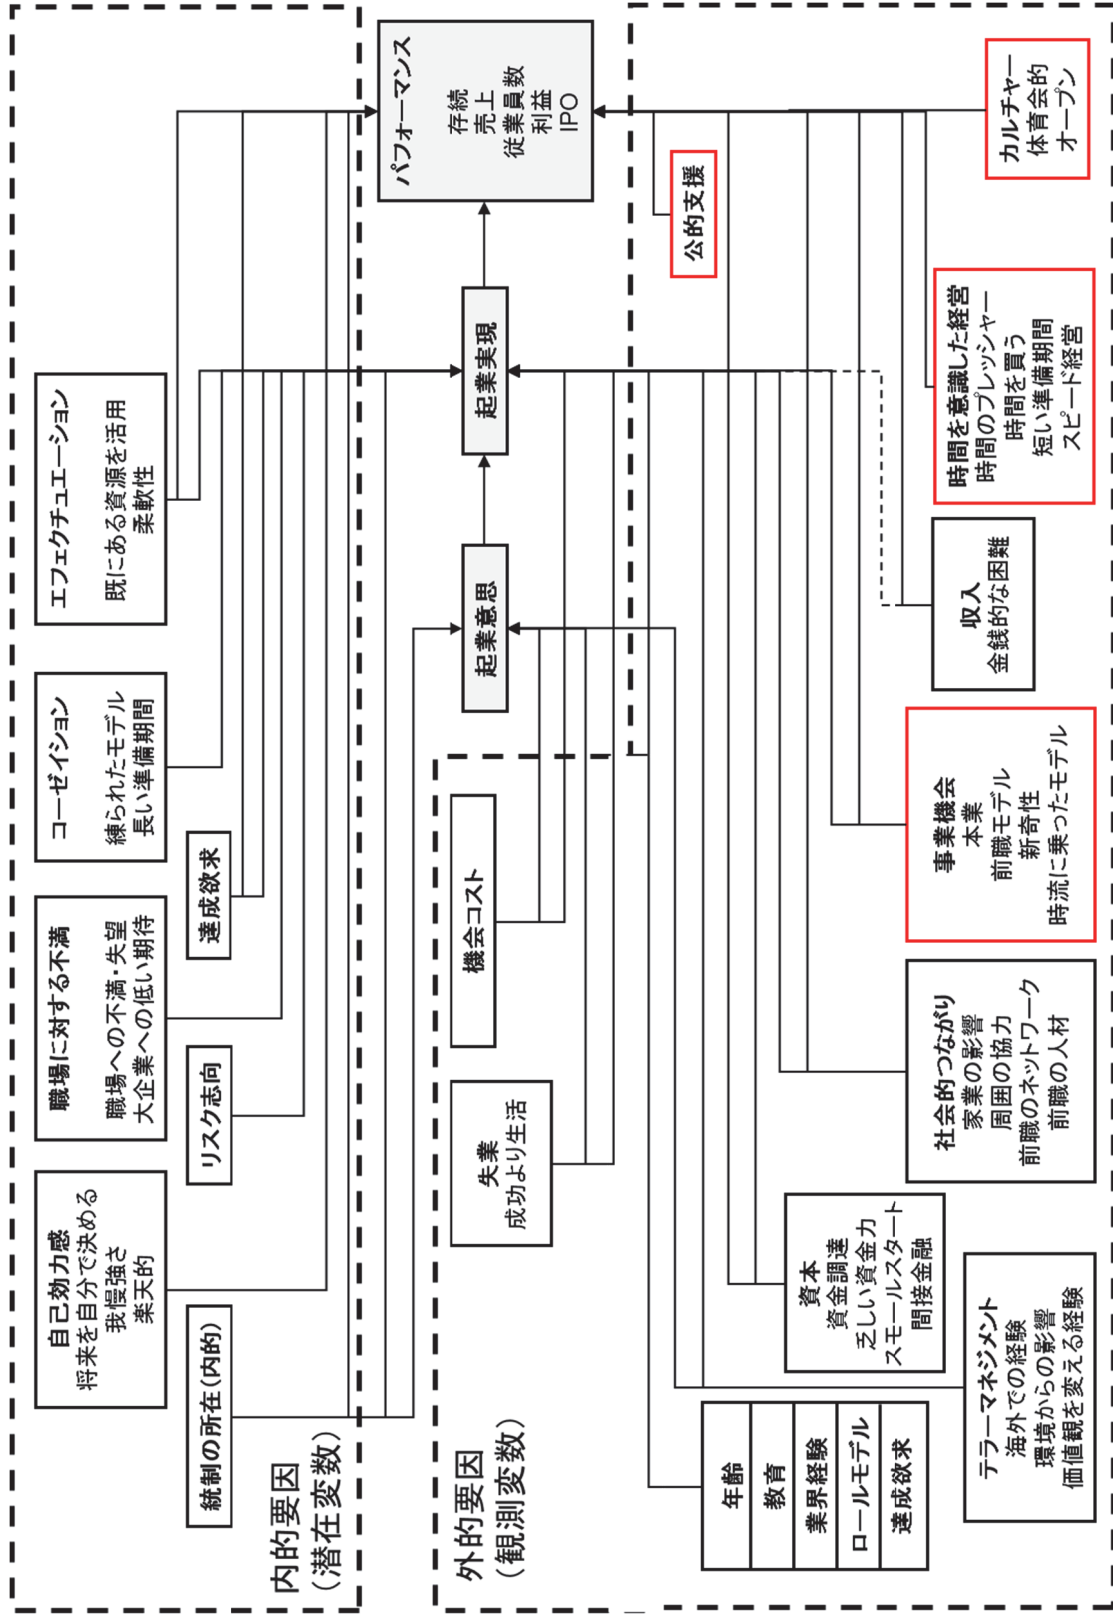 内的要因
（潜在変数）
自己効力感
将来を自分で決める
我慢強さ
楽天的
統制の所在（内的）
職場に対する不満
職場への不満・失望
大企業への低い期待
リスク志向
コーゼイション
練られたモデル
長い準備期間
達成欲求
エフェクチュエーション
既にある資源を活用
柔軟性
起業意思
起業実現
パフォーマンス
存続
売上
従業員数
利益
IPO
外的要因
（観測変数）
失業
成功より生活
機会コスト
公的支援
年齢
教育
業界経験
ロールモデル
達成欲求
テラーマネジメント
海外での経験
環境からの影響
価値観を変える経験
資本
資金調達
乏しい資金力
スモールスタート
間接金融
社会的つながり
家業の影響
周囲の協力
前職のネットワーク
前職の人材
事業機会
本業
前職モデル
新奇性
時流に乗ったモデル
収入
金銭的な困難
時間を意識した経営
時間のプレッシャー
時間を買う
短い準備期間
スピード経営
カルチャー
体育会的
オープン